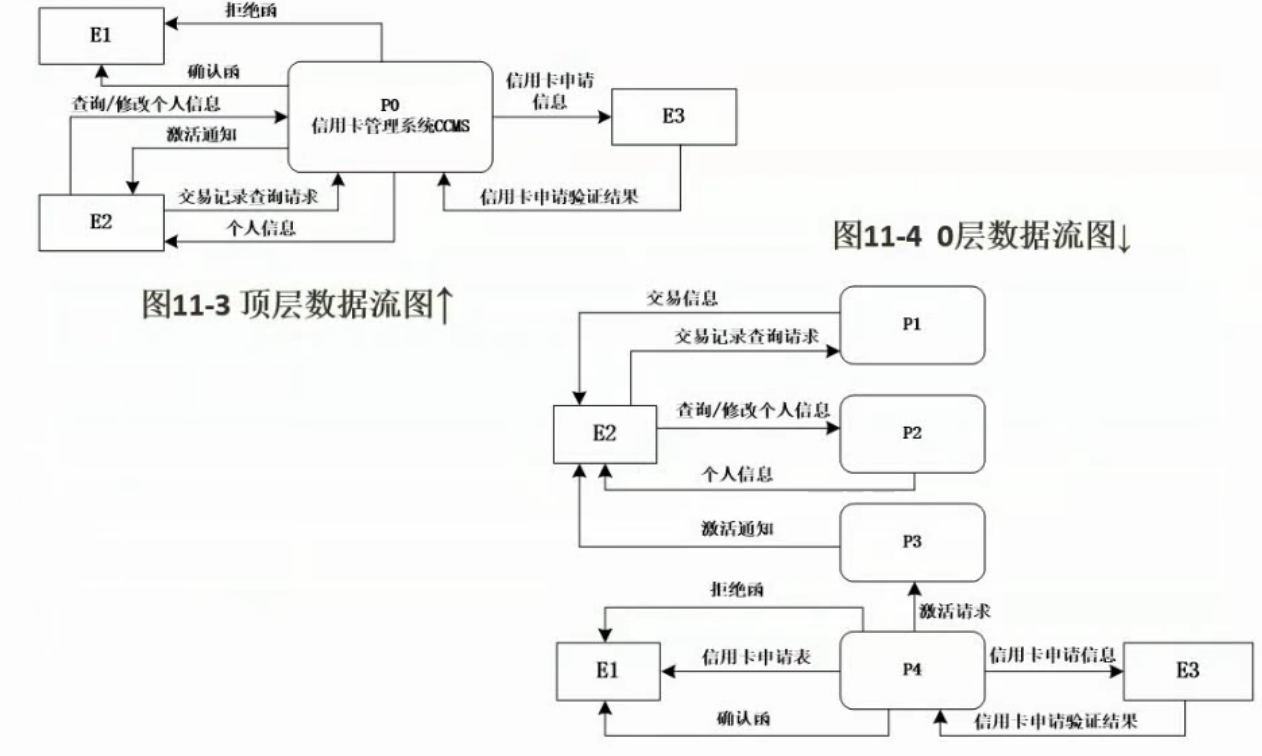 拒绝函
E1
确认函
查询/修改个人信息
P0
信用卡管理系统CCMS
信用卡申请
信息
E3
激活通知
交易记录查询请求
E2
个人信息
信用卡申请验证结果
图11-3 顶层数据流图↑
图11-4 0层数据流图↓
交易信息
P1
交易记录查询请求
E2
查询/修改个人信息
P2
个人信息
激活通知
P3
拒绝函
激活请求
E1
信用卡申请表
P4
信用卡申请信息
E3
确认函
信用卡申请验证结果